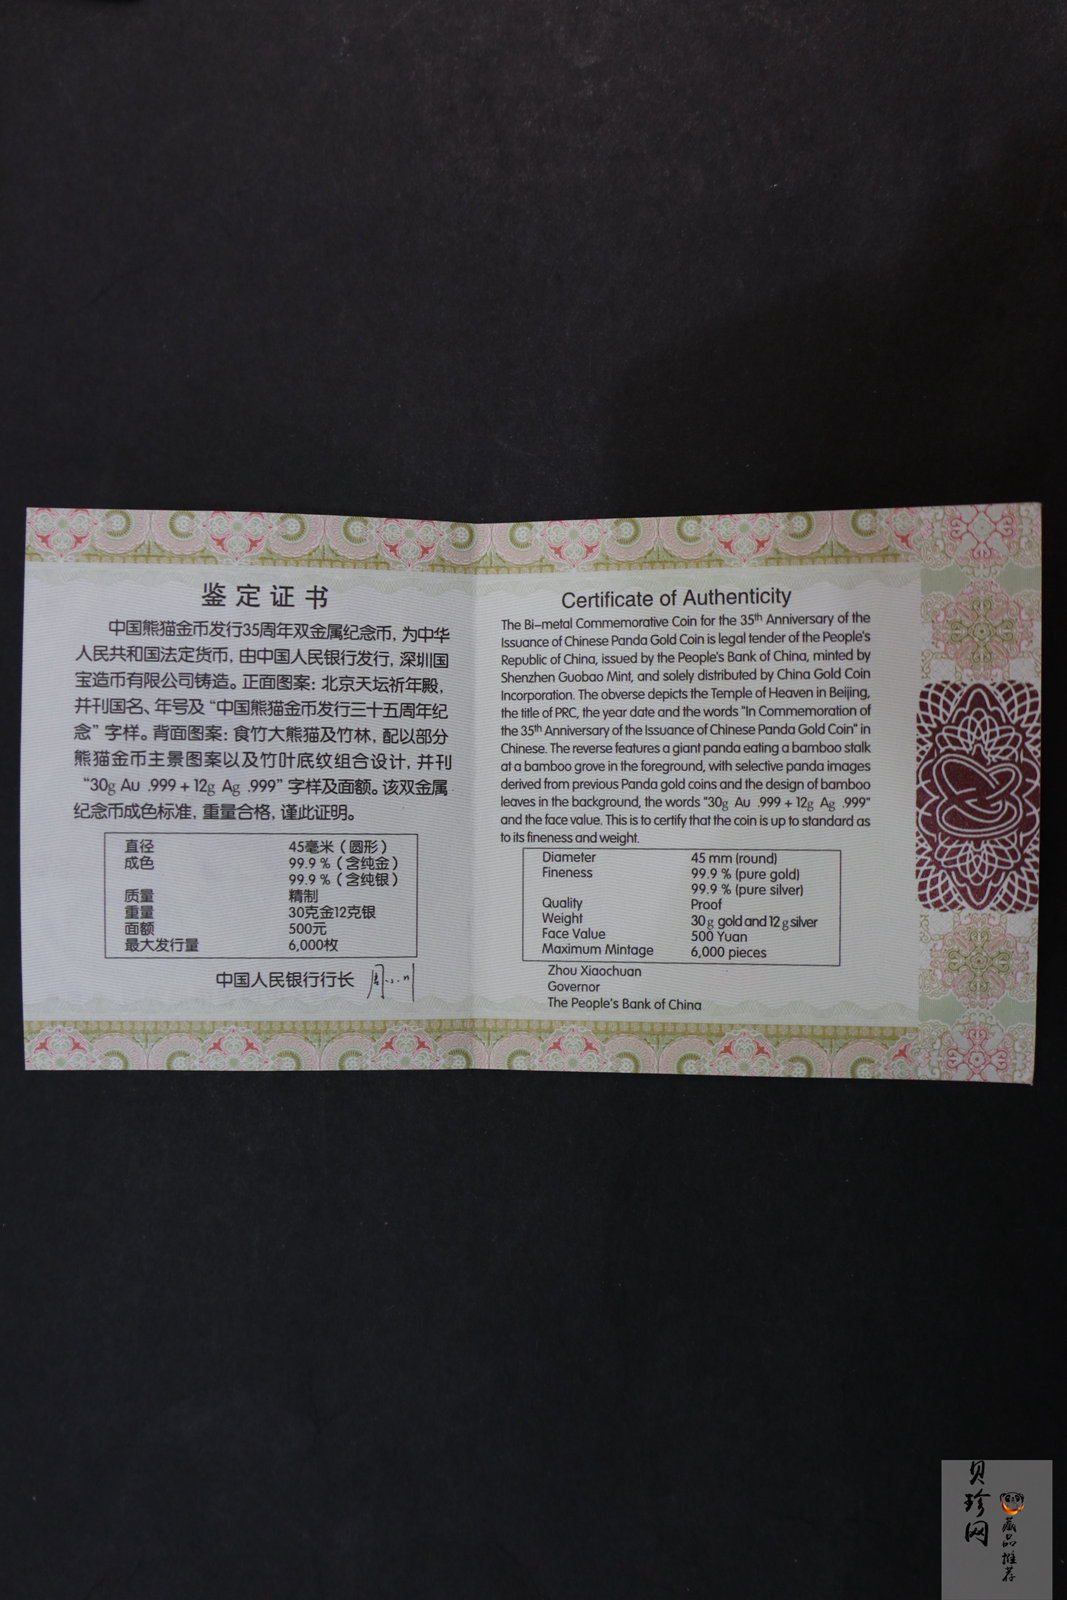 鉴定证书
中国熊猫金币发行35周年双金属纪念币，为中华
人民共和国法定货币，由中国人民银行发行，深圳国
宝造币有限公司铸造。正面图案：北京天坛祈年殿，
并刊国名、年号及“中国熊猫金币发行三十五周年纪
念”字样。背面图案：食竹大熊猫及竹林，配以部分
熊猫金币主景图案以及竹叶底纹组合设计，并刊
“30g Au .999 + 12g Ag .999”字样及面额。该双金属
纪念币成色标准，重量合格，谨此证明。
直径 45毫米（圆形）
成色 99.9 %（含纯金）
99.9 %（含纯银）
质量 精制
重量 30克金12克银
面额 500元
最大发行量 6,000枚
中国人民银行行长
Certificate of Authenticity
The Bi-metal Commemorative Coin for the 35th Anniversary of the
Issuance of Chinese Panda Gold Coin is legal tender of the People's
Republic of China, issued by the People's Bank of China, minted by
Shenzhen Guobao Mint, and solely distributed by China Gold Coin
Incorporation. The obverse depicts the Temple of Heaven in Beijing,
the title of PRC, the year date and the words "In Commemoration of
the 35th Anniversary of the Issuance of Chinese Panda Gold Coin" in
Chinese. The reverse features a giant panda eating a bamboo stalk
at a bamboo grove in the foreground, with selective panda images
derived from previous Panda gold coins and the design of bamboo
leaves in the background, the words "30g Au .999 + 12g Ag .999"
and the face value. This is to certify that the coin is up to standard as
to its fineness and weight.
Diameter 45 mm (round)
Fineness 99.9 % (pure gold)
99.9 % (pure silver)
Quality Proof
Weight 30 g gold and 12 g silver
Face Value 500 Yuan
Maximum Mintage 6,000 pieces
Zhou Xiaochuan
Governor
The People's Bank of China
贝珍网
藏品推荐